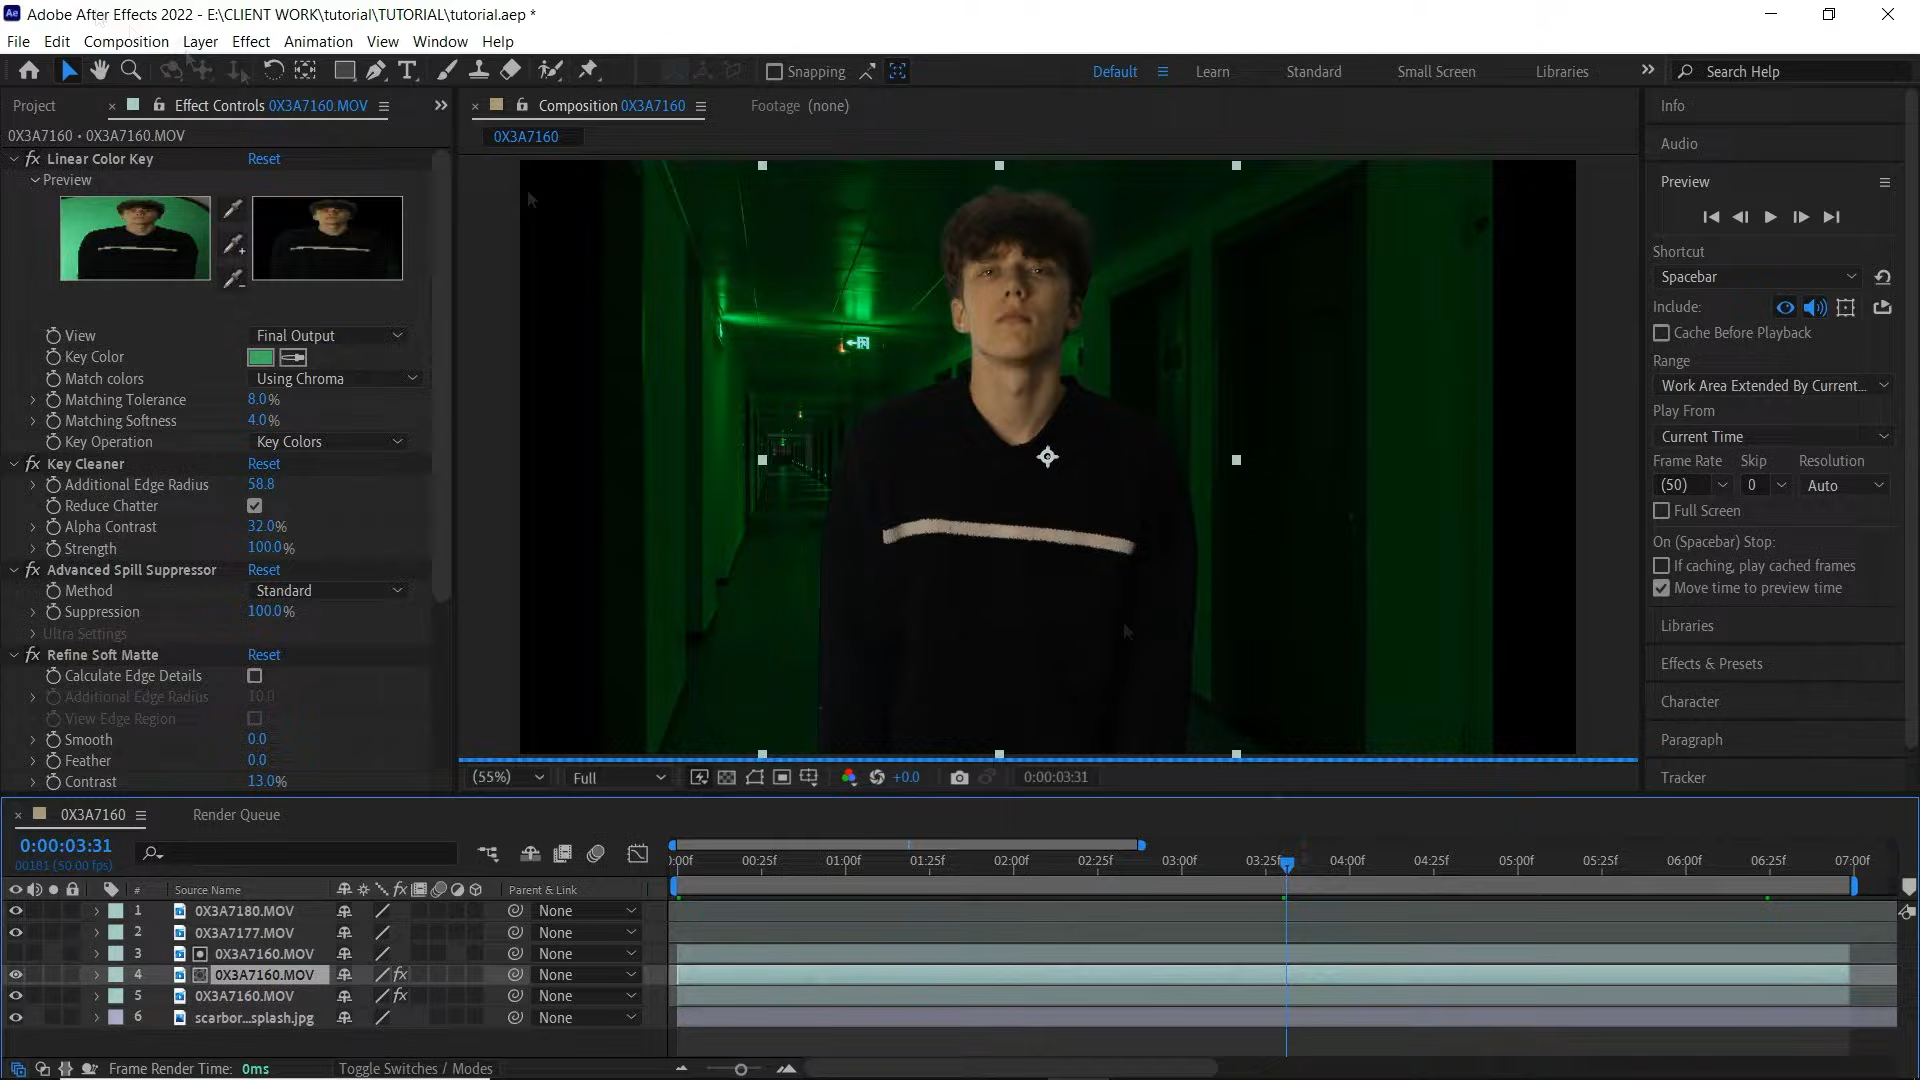 Adobe After Effects 2022 - E:\CLIENT WORK\tutorial\TUTORIAL\tutorial.aep *
File Edit Composition Layer Effect Animation View Window Help
Snapping Default Learn Standard Small Screen Libraries Search Help
Project Effect Controls 0X3A7160.MOV
0X3A7160 • 0X3A7160.MOV
fx Linear Color Key Reset
Preview
View Final Output
Key Color
Match colors Using Chroma
Matching Tolerance 8.0%
Matching Softness 4.0%
Key Operation Key Colors
fx Key Cleaner Reset
Additional Edge Radius 58.8
Reduce Chatter
Alpha Contrast 32.0%
Strength 100.0%
fx Advanced Spill Suppressor Reset
Method Standard
Suppression 100.0%
Ultra Settings
fx Refine Soft Matte Reset
Calculate Edge Details
Additional Edge Radius 10.0
View Edge Region
Smooth 0.0
Feather 0.0
Contrast 13.0%
Composition 0X3A7160 Footage (none)
0X3A7160
(55%) Full +0.0 0:00:03:31
Info
Audio
Preview
Shortcut
Spacebar
Include:
Cache Before Playback
Range
Work Area Extended By Current...
Play From
Current Time
Frame Rate Skip Resolution
(50) 0 Auto
Full Screen
On (Spacebar) Stop:
If caching, play cached frames
Move time to preview time
Libraries
Effects & Presets
Character
Paragraph
Tracker
0X3A7160 Render Queue
0:00:03:31
00181 (50.00 fps)
:00f 00:25f 01:00f 01:25f 02:00f 02:25f 03:00f 03:25f 04:00f 04:25f 05:00f 05:25f 06:00f 06:25f 07:00f
# Source Name fx Parent & Link
1 0X3A7180.MOV None
2 0X3A7177.MOV None
3 0X3A7160.MOV None
4 0X3A7160.MOV fx None
5 0X3A7160.MOV fx None
6 scarbor...splash.jpg None
Frame Render Time: 0ms Toggle Switches / Modes